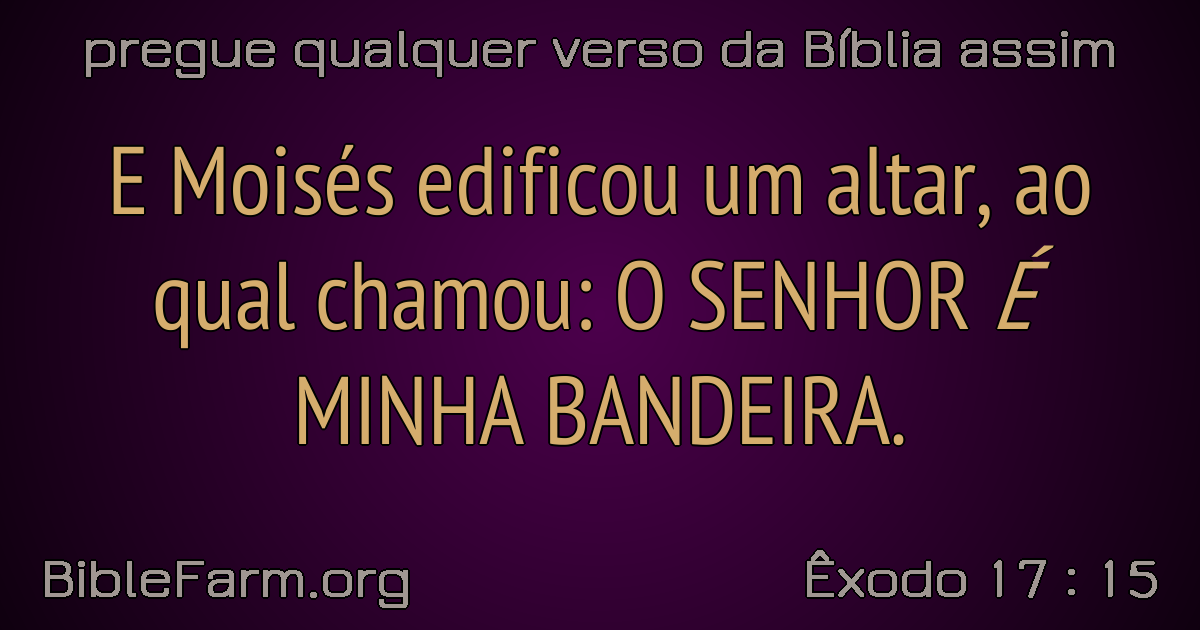 pregue qualquer verso da Bíblia assim
E Moisés edificou um altar, ao
qual chamou: O SENHOR É
MINHA BANDEIRA.
BibleFarm.org
Êxodo 17 : 15